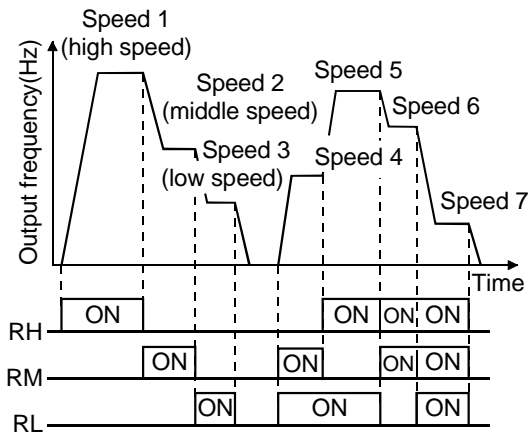 Speed 1
(high speed)
Speed 2
(middle speed)
Speed 3
(low speed)
Speed 5
Speed 6
Speed 4
Speed 7
Output frequency(Hz)
Time
RH ON ON ON ON
RM ON ON ON ON
RL ON ON ON